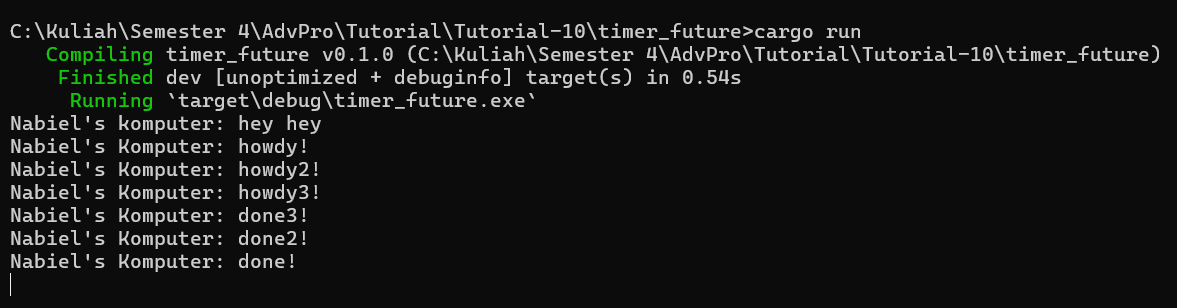 C:\Kuliah\Semester 4\AdvPro\Tutorial\Tutorial-10\timer_future>cargo run
   Compiling timer_future v0.1.0 (C:\Kuliah\Semester 4\AdvPro\Tutorial\Tutorial-10\timer_future)
    Finished dev [unoptimized + debuginfo] target(s) in 0.54s
     Running `target\debug\timer_future.exe`
Nabiel's Komputer: hey hey
Nabiel's Komputer: howdy!
Nabiel's Komputer: howdy2!
Nabiel's Komputer: howdy3!
Nabiel's Komputer: done3!
Nabiel's Komputer: done2!
Nabiel's Komputer: done!